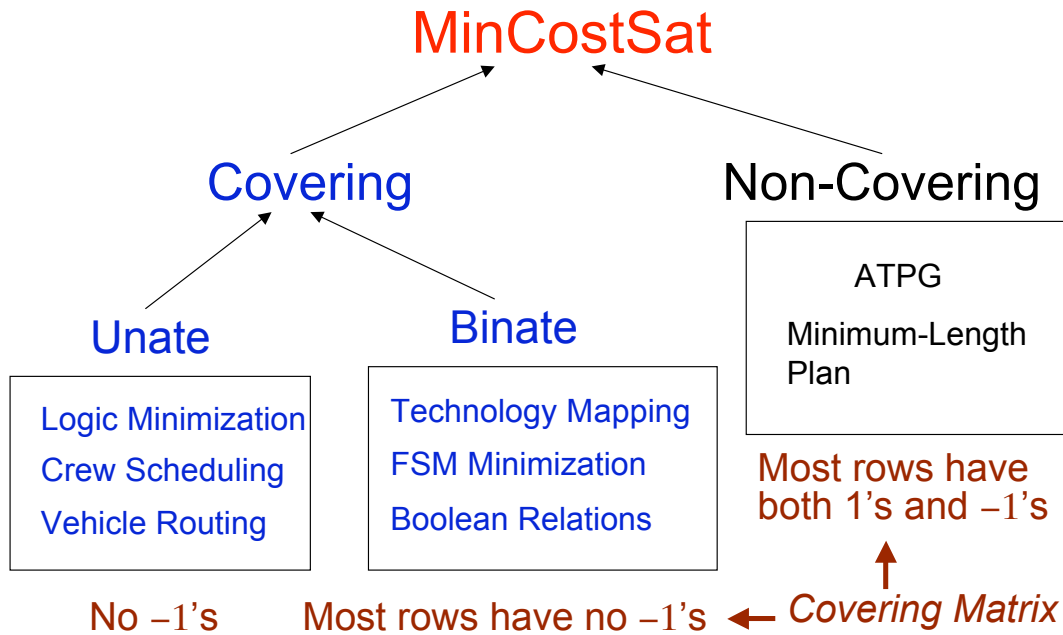 MinCostSat
Covering
Non-Covering
Unate
Binate
Logic Minimization
Crew Scheduling
Vehicle Routing
Technology Mapping
FSM Minimization
Boolean Relations
ATPG
Minimum-Length
Plan
Most rows have
both 1's and –1's
No –1's
Most rows have no –1's
Covering Matrix